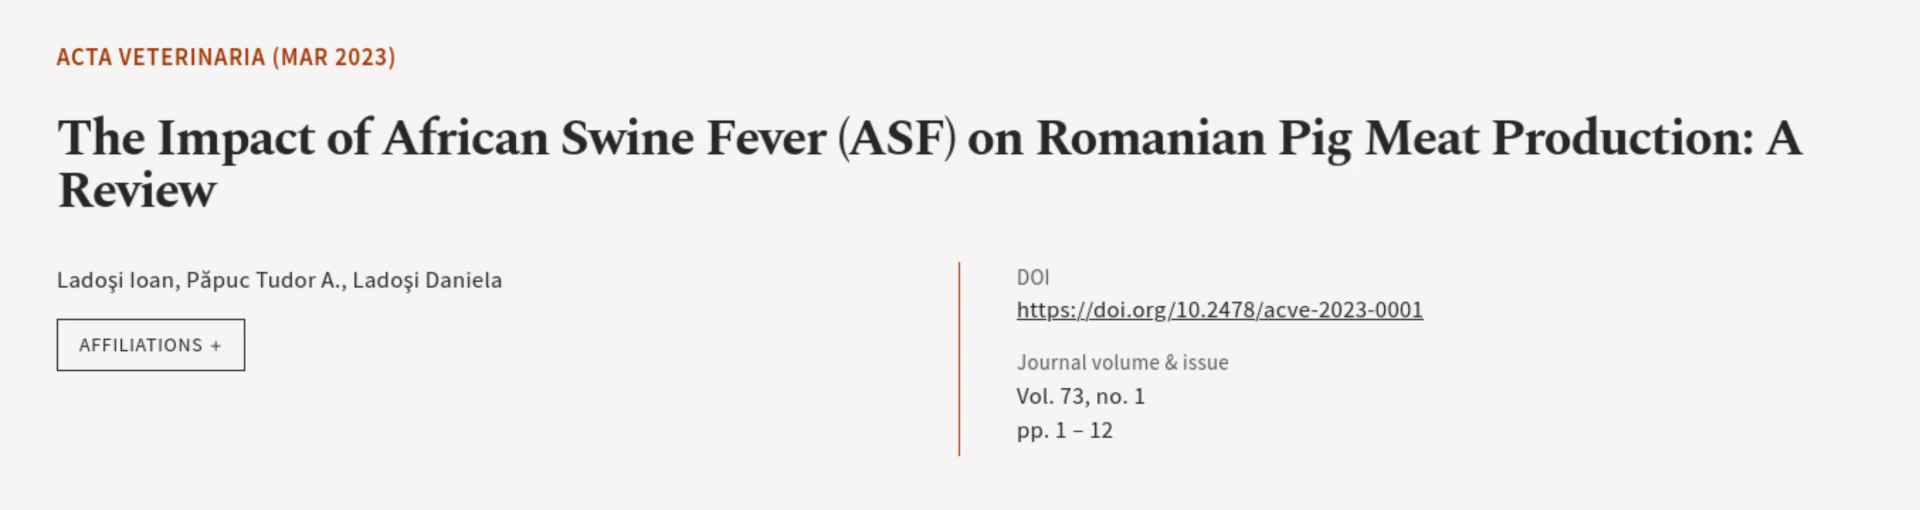 ACTA VETERINARIA (MAR 2023)
The Impact of African Swine Fever (ASF) on Romanian Pig Meat Production: A
Review
Ladoşi Ioan, Păpuc Tudor A., Ladoşi Daniela
AFFILIATIONS +
DOI
https://doi.org/10.2478/acve-2023-0001
Journal volume & issue
Vol. 73, no. 1
pp. 1 – 12